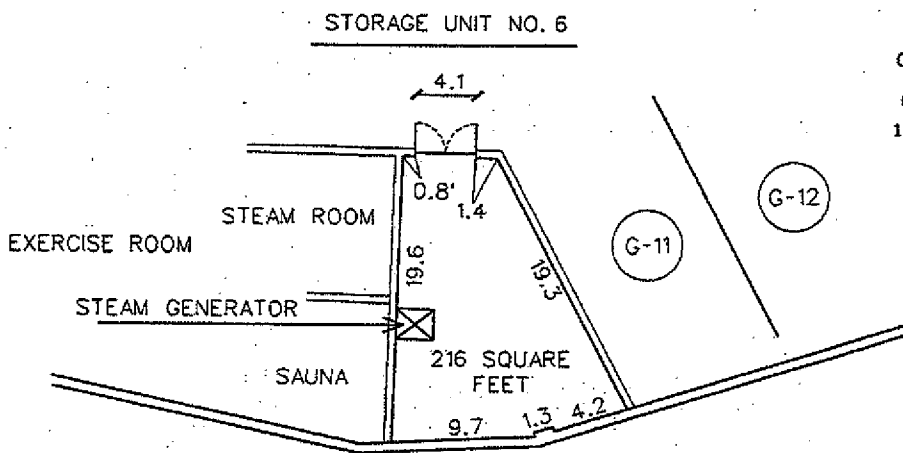 STORAGE UNIT NO. 6
4.1
0.8'
1.4
STEAM ROOM
EXERCISE ROOM
19.6
19.3
G-11
G-12
STEAM GENERATOR
216 SQUARE
FEET
SAUNA
9.7
1.3
4.2
1